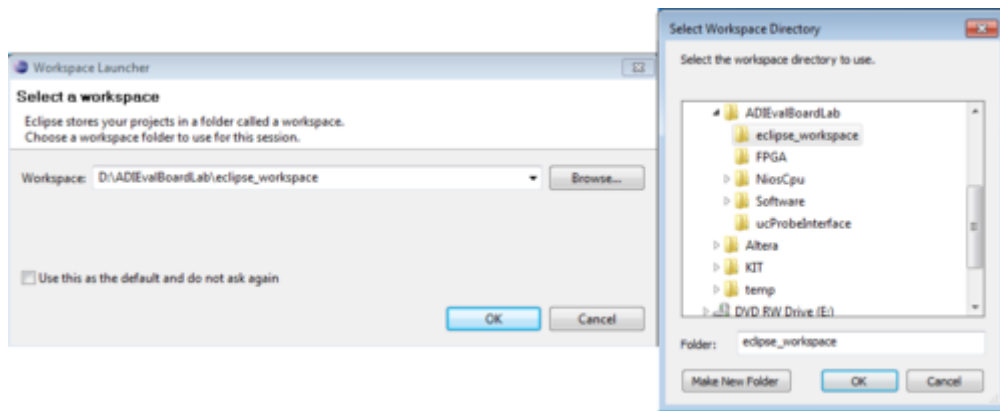 Workspace Launcher
Select a workspace
Eclipse stores your projects in a folder called a workspace.
Choose a workspace folder to use for this session.
Workspace: D:\ADIEvalBoardLab\eclipse_workspace Browse...
Use this as the default and do not ask again
OK Cancel
Select Workspace Directory
Select the workspace directory to use.
ADIEvalBoardLab
eclipse_workspace
FPGA
NiosCpu
Software
ucProbeInterface
Altera
KIT
temp
DVD RW Drive (E:)
Folder: eclipse_workspace
Make New Folder OK Cancel